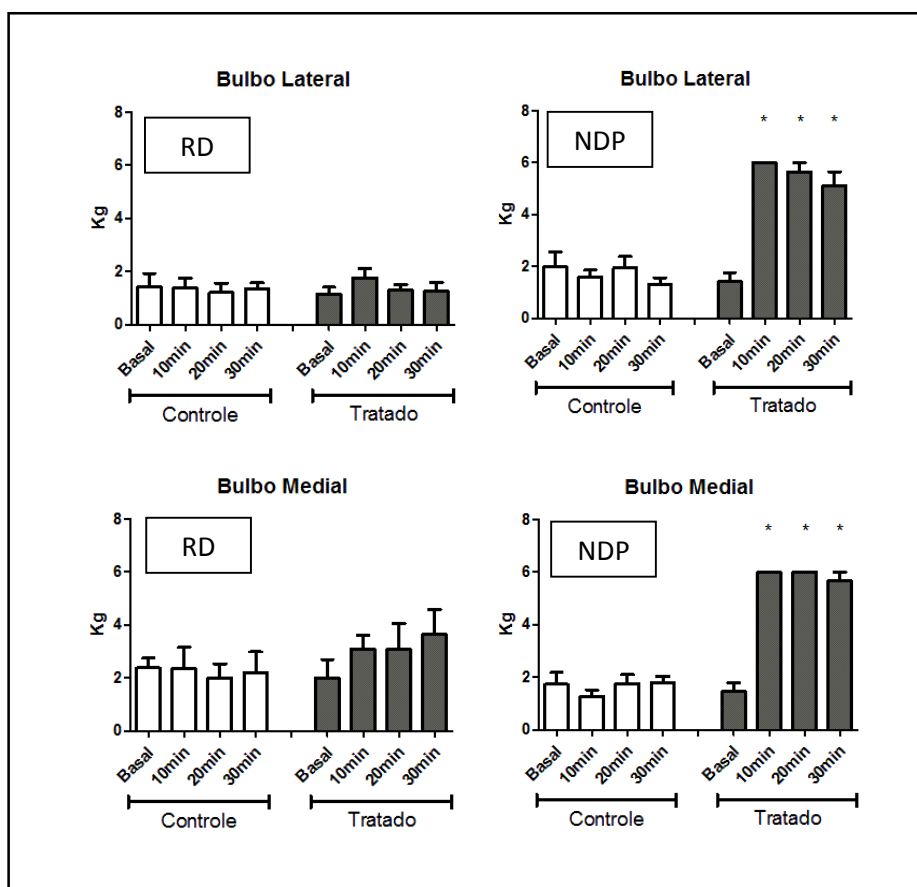 Bulbo Lateral
RD
Kg
8
6
4
2
0
Basal 10min 20min 30min Basal 10min 20min 30min
Controle Tratado
Bulbo Lateral
NDP
* * *
Kg
8
6
4
2
0
Basal 10min 20min 30min Basal 10min 20min 30min
Controle Tratado
Bulbo Medial
RD
Kg
8
6
4
2
0
Basal 10min 20min 30min Basal 10min 20min 30min
Controle Tratado
Bulbo Medial
NDP
* * *
Kg
8
6
4
2
0
Basal 10min 20min 30min Basal 10min 20min 30min
Controle Tratado